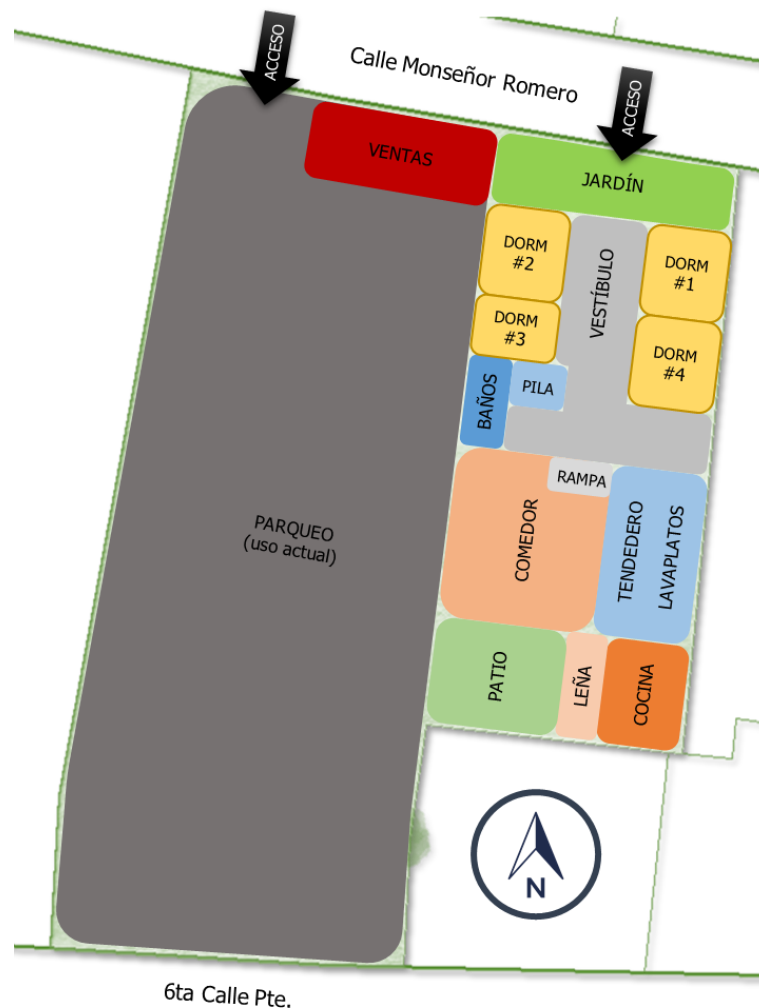 Calle Monseñor Romero
ACCESO
ACCESO
VENTAS
JARDÍN
DORM
#2
VESTÍBULO
DORM
#1
DORM
#3
DORM
#4
BAÑOS
PILA
RAMPA
COMEDOR
TENDEDERO
LAVAPLATOS
PARQUEO
(uso actual)
PATIO
LEÑA
COCINA
N
6ta Calle Pte.